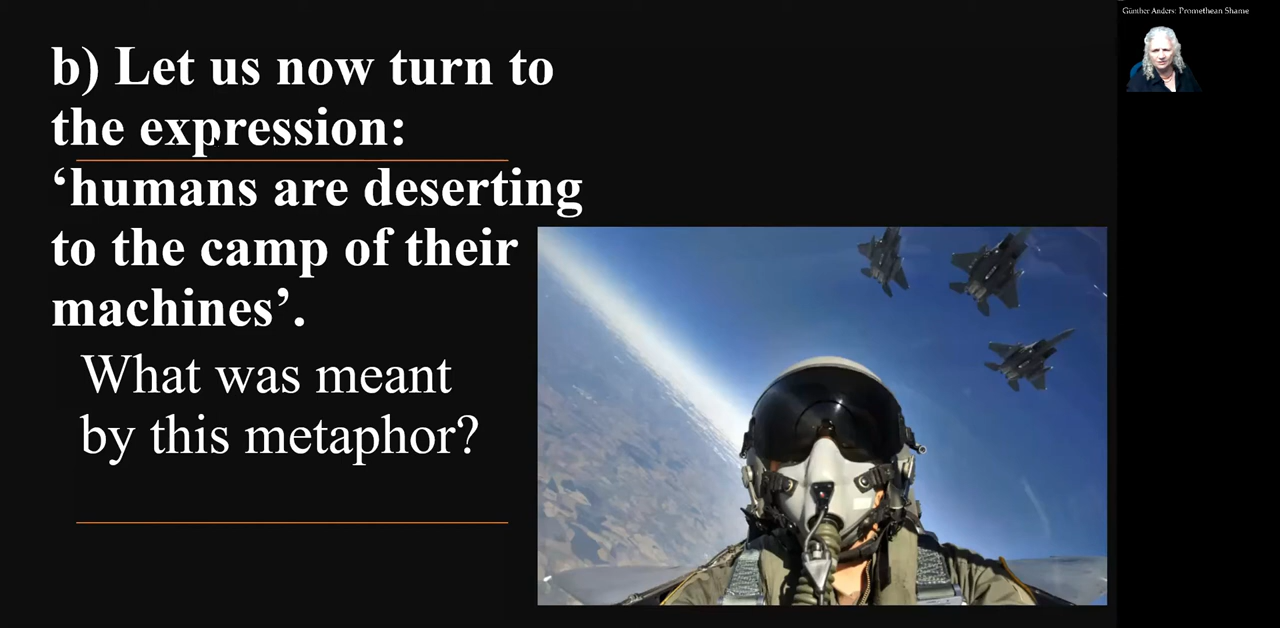 Günther Anders: Promethean Shame
b) Let us now turn to
the expression:
‘humans are deserting
to the camp of their
machines’.
What was meant
by this metaphor?